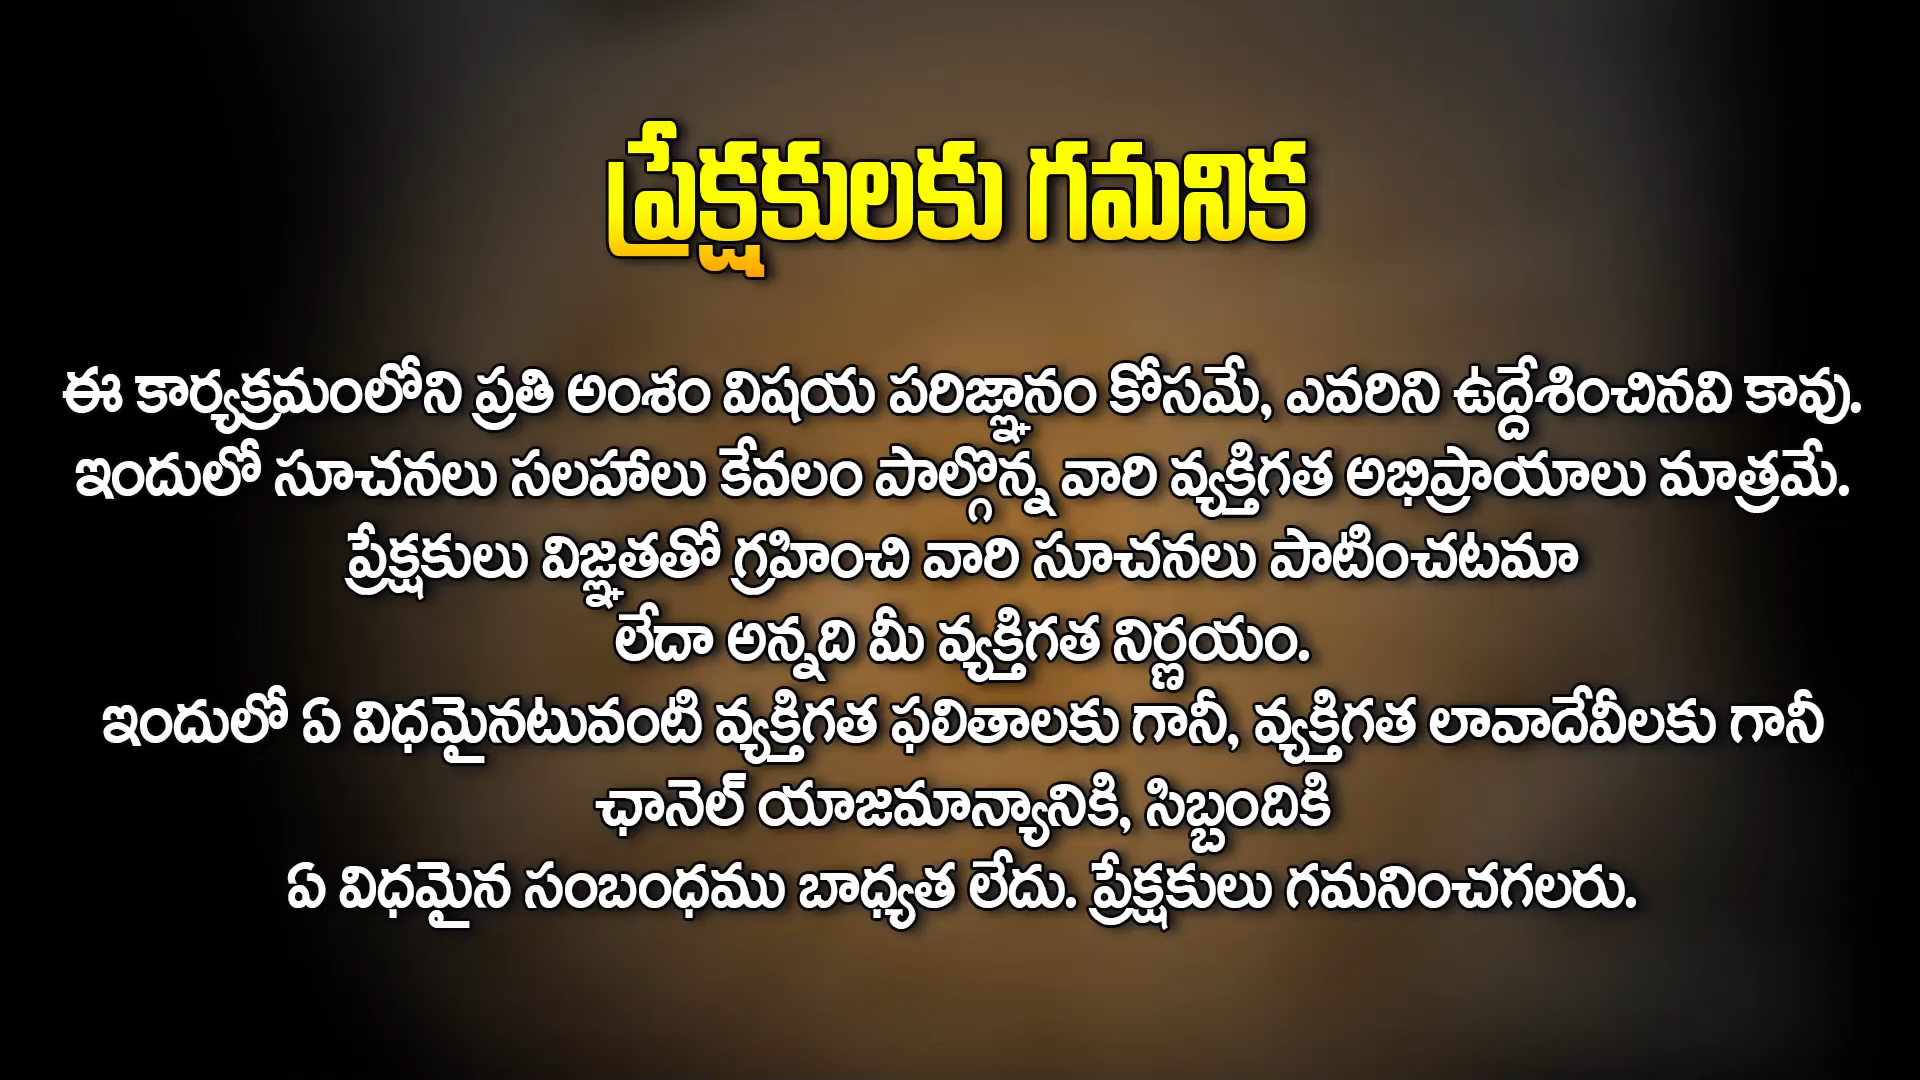 ప్రేక్షకులకు గమనిక
ఈ కార్యక్రమంలోని ప్రతి అంశం విషయ పరిజ్ఞానం కోసమే, ఎవరిని ఉద్దేశించినవి కావు.
ఇందులో సూచనలు సలహాలు కేవలం పాల్గొన్న వారి వ్యక్తిగత అభిప్రాయాలు మాత్రమే.
ప్రేక్షకులు విజ్ఞతతో గ్రహించి వారి సూచనలు పాటించటమా
లేదా అన్నది మీ వ్యక్తిగత నిర్ణయం.
ఇందులో ఏ విధమైనటువంటి వ్యక్తిగత ఫలితాలకు గానీ, వ్యక్తిగత లావాదేవీలకు గానీ
ఛానెల్ యాజమాన్యానికి, సిబ్బందికి
ఏ విధమైన సంబంధము బాధ్యత లేదు. ప్రేక్షకులు గమనించగలరు.